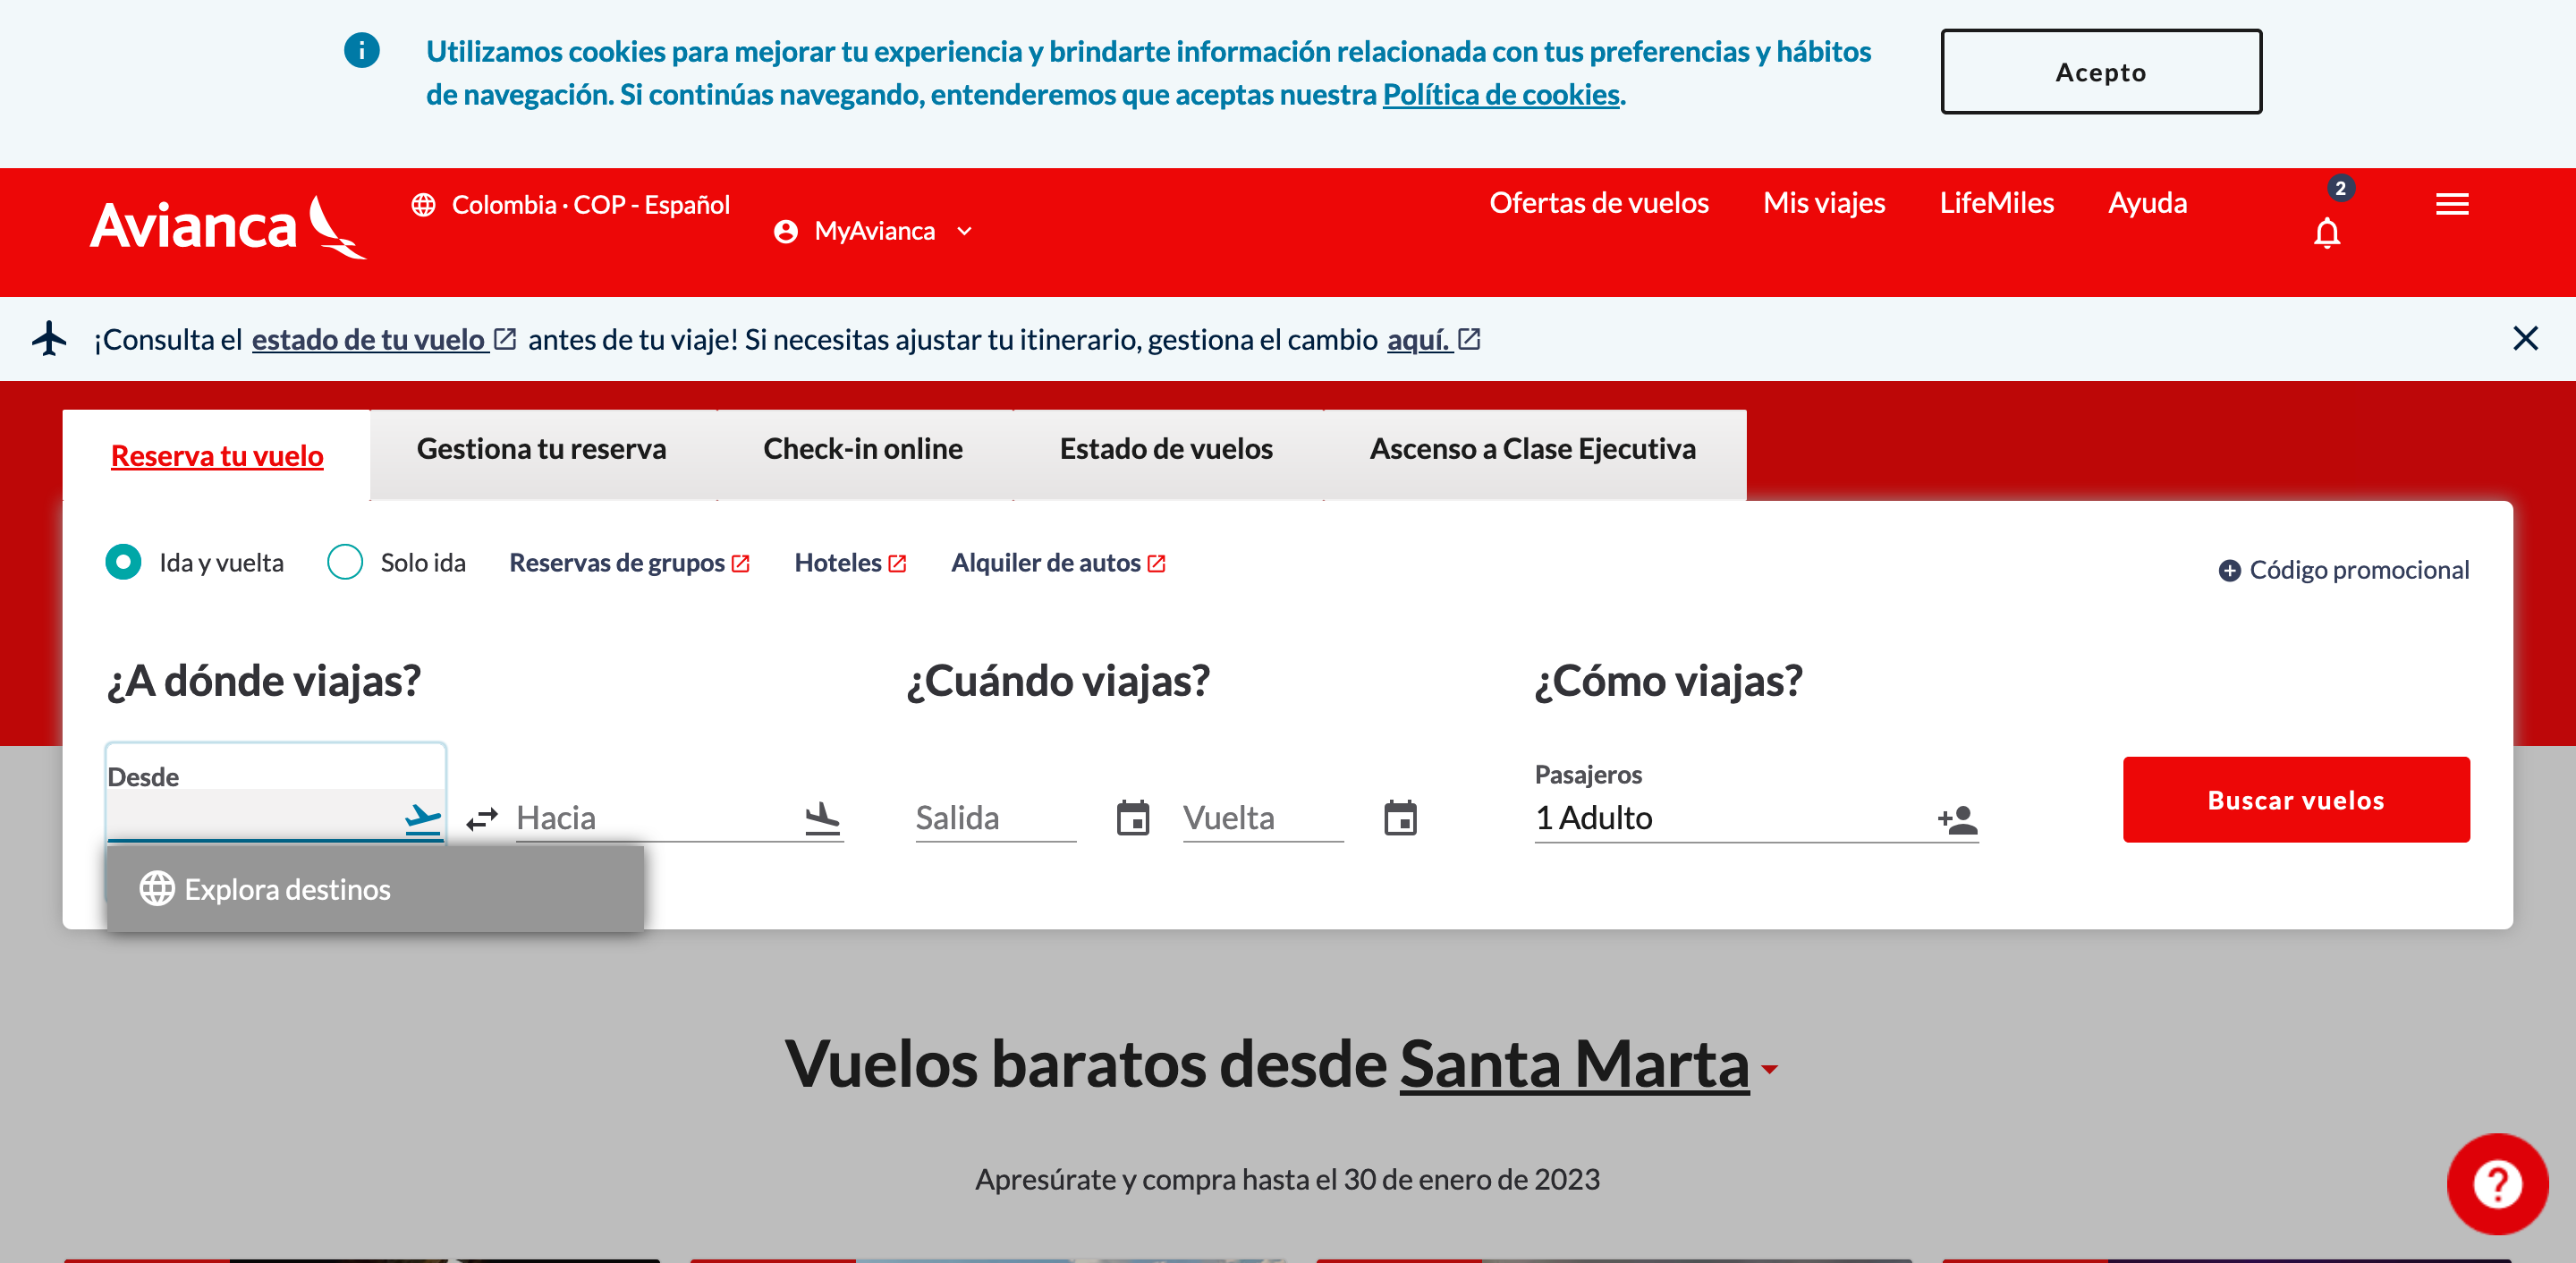 Utilizamos cookies para mejorar tu experiencia y brindarte información relacionada con tus preferencias y hábitos
de navegación. Si continúas navegando, entenderemos que aceptas nuestra Política de cookies.
Acepto
Avianca
Colombia · COP - Español
MyAvianca
Ofertas de vuelos
Mis viajes
LifeMiles
Ayuda
2
¡Consulta el estado de tu vuelo antes de tu viaje! Si necesitas ajustar tu itinerario, gestiona el cambio aquí.
Reserva tu vuelo
Gestiona tu reserva
Check-in online
Estado de vuelos
Ascenso a Clase Ejecutiva
Ida y vuelta
Solo ida
Reservas de grupos
Hoteles
Alquiler de autos
Código promocional
¿A dónde viajas?
¿Cuándo viajas?
¿Cómo viajas?
Desde
Hacia
Salida
Vuelta
Pasajeros
1 Adulto
Buscar vuelos
Explora destinos
Vuelos baratos desde Santa Marta
Apresúrate y compra hasta el 30 de enero de 2023